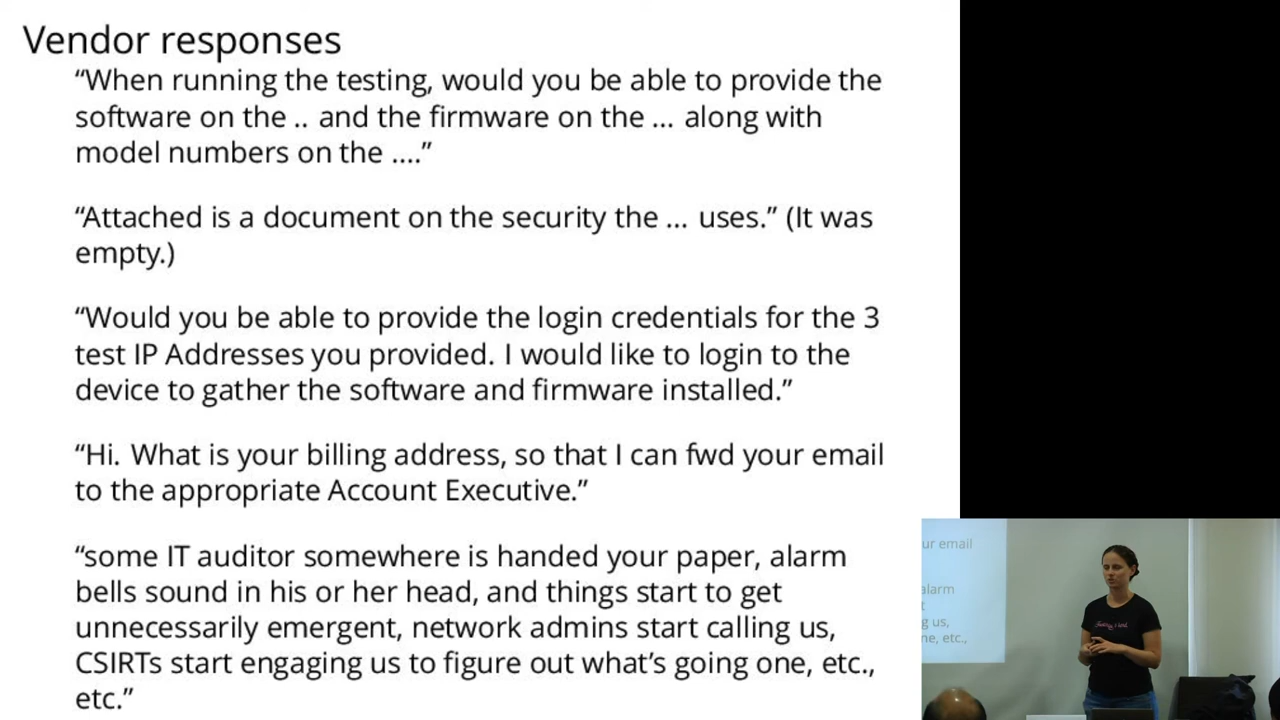 Vendor responses
“When running the testing, would you be able to provide the
software on the .. and the firmware on the ... along with
model numbers on the ....”
“Attached is a document on the security the ... uses.” (It was
empty.)
“Would you be able to provide the login credentials for the 3
test IP Addresses you provided. I would like to login to the
device to gather the software and firmware installed.”
“Hi. What is your billing address, so that I can fwd your email
to the appropriate Account Executive.”
“some IT auditor somewhere is handed your paper, alarm
bells sound in his or her head, and things start to get
unnecessarily emergent, network admins start calling us,
CSIRTs start engaging us to figure out what’s going one, etc.,
etc.”
ur email
alarm
t
g us,
ne, etc.,